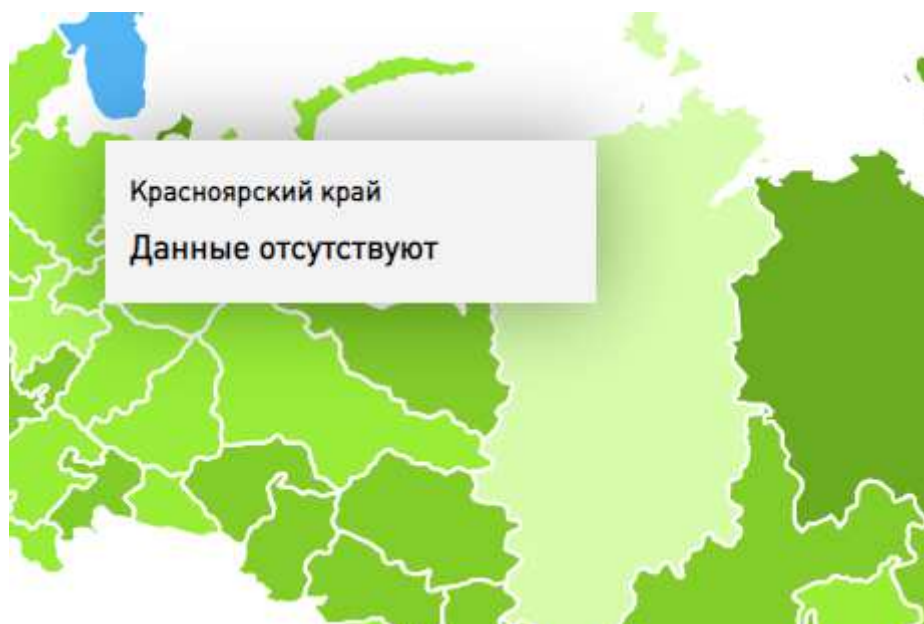 Красноярский край
Данные отсутствуют